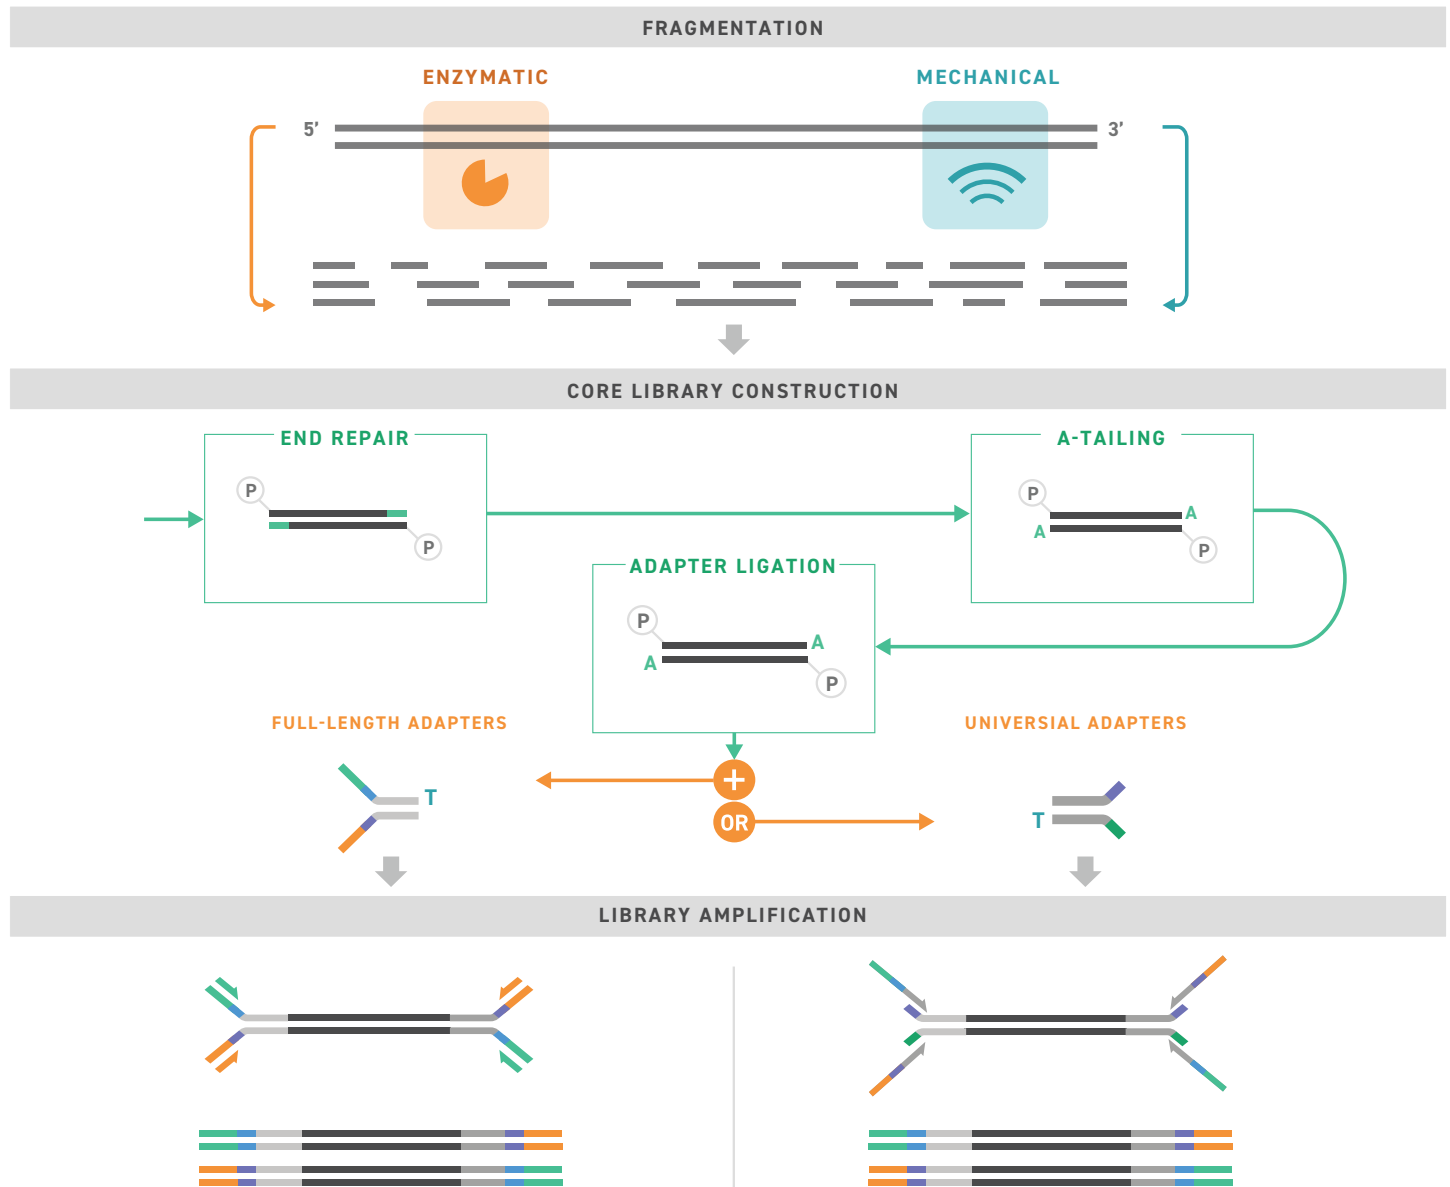 FRAGMENTATION
ENZYMATIC
MECHANICAL
5’
3’
CORE LIBRARY CONSTRUCTION
END REPAIR
P
P
A-TAILING
P
A
A
P
ADAPTER LIGATION
P
A
A
P
FULL-LENGTH ADAPTERS
UNIVERSIAL ADAPTERS
+
T
OR
T
LIBRARY AMPLIFICATION